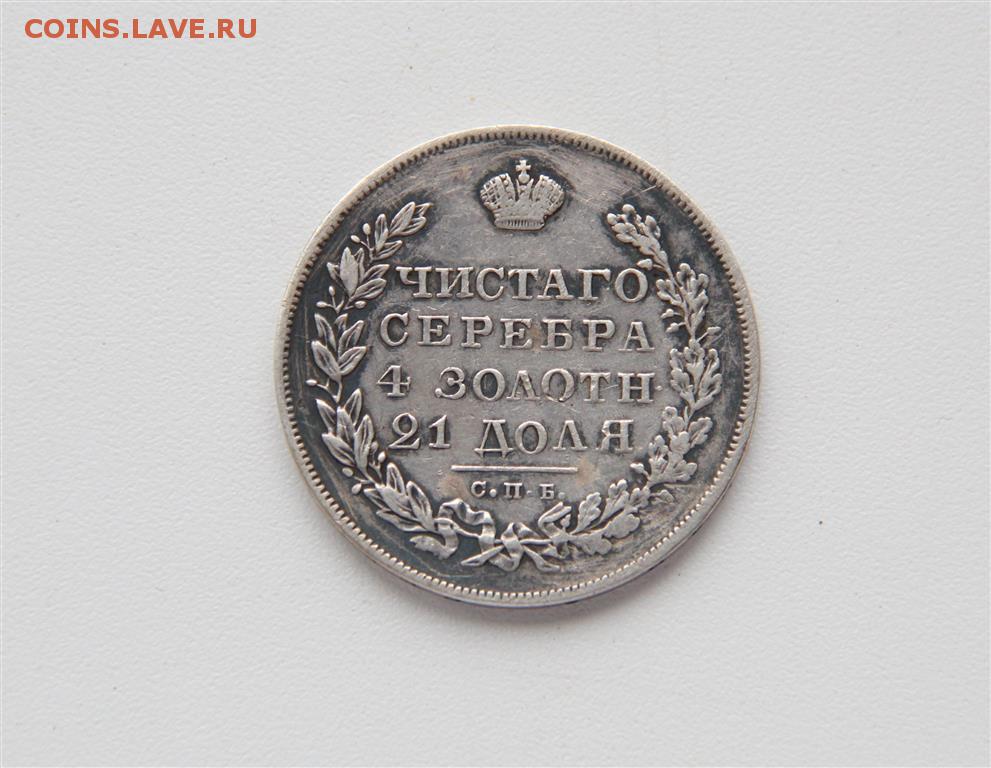 COINS.LAVE.RU
ЧИСТАГО
СЕРЕБРА
4 ЗОЛОТН.
21 ДОЛЯ
С. П. Б.